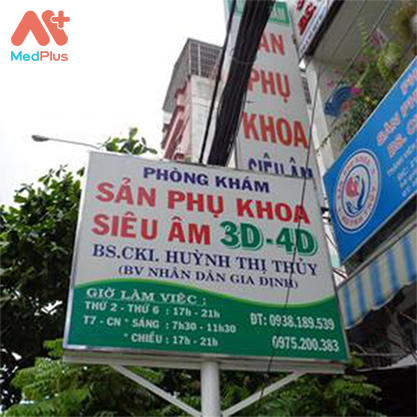 MedPlus
SẢN
PHỤ
KHOA
SIÊU ÂM
PHÒNG KHÁM
SẢN PHỤ KHOA
SIÊU ÂM 3D-4D
BS.CKI. HUỲNH THỊ THỦY
(BV NHÂN DÂN GIA ĐỊNH)
GIỜ LÀM VIỆC :
THỨ 2 - THỨ 6 : 17h - 21h
T7 - CN * SÁNG : 7h30 - 11h30
* CHIỀU : 17h - 21h
ĐT: 0938.189.539
0975.200.383